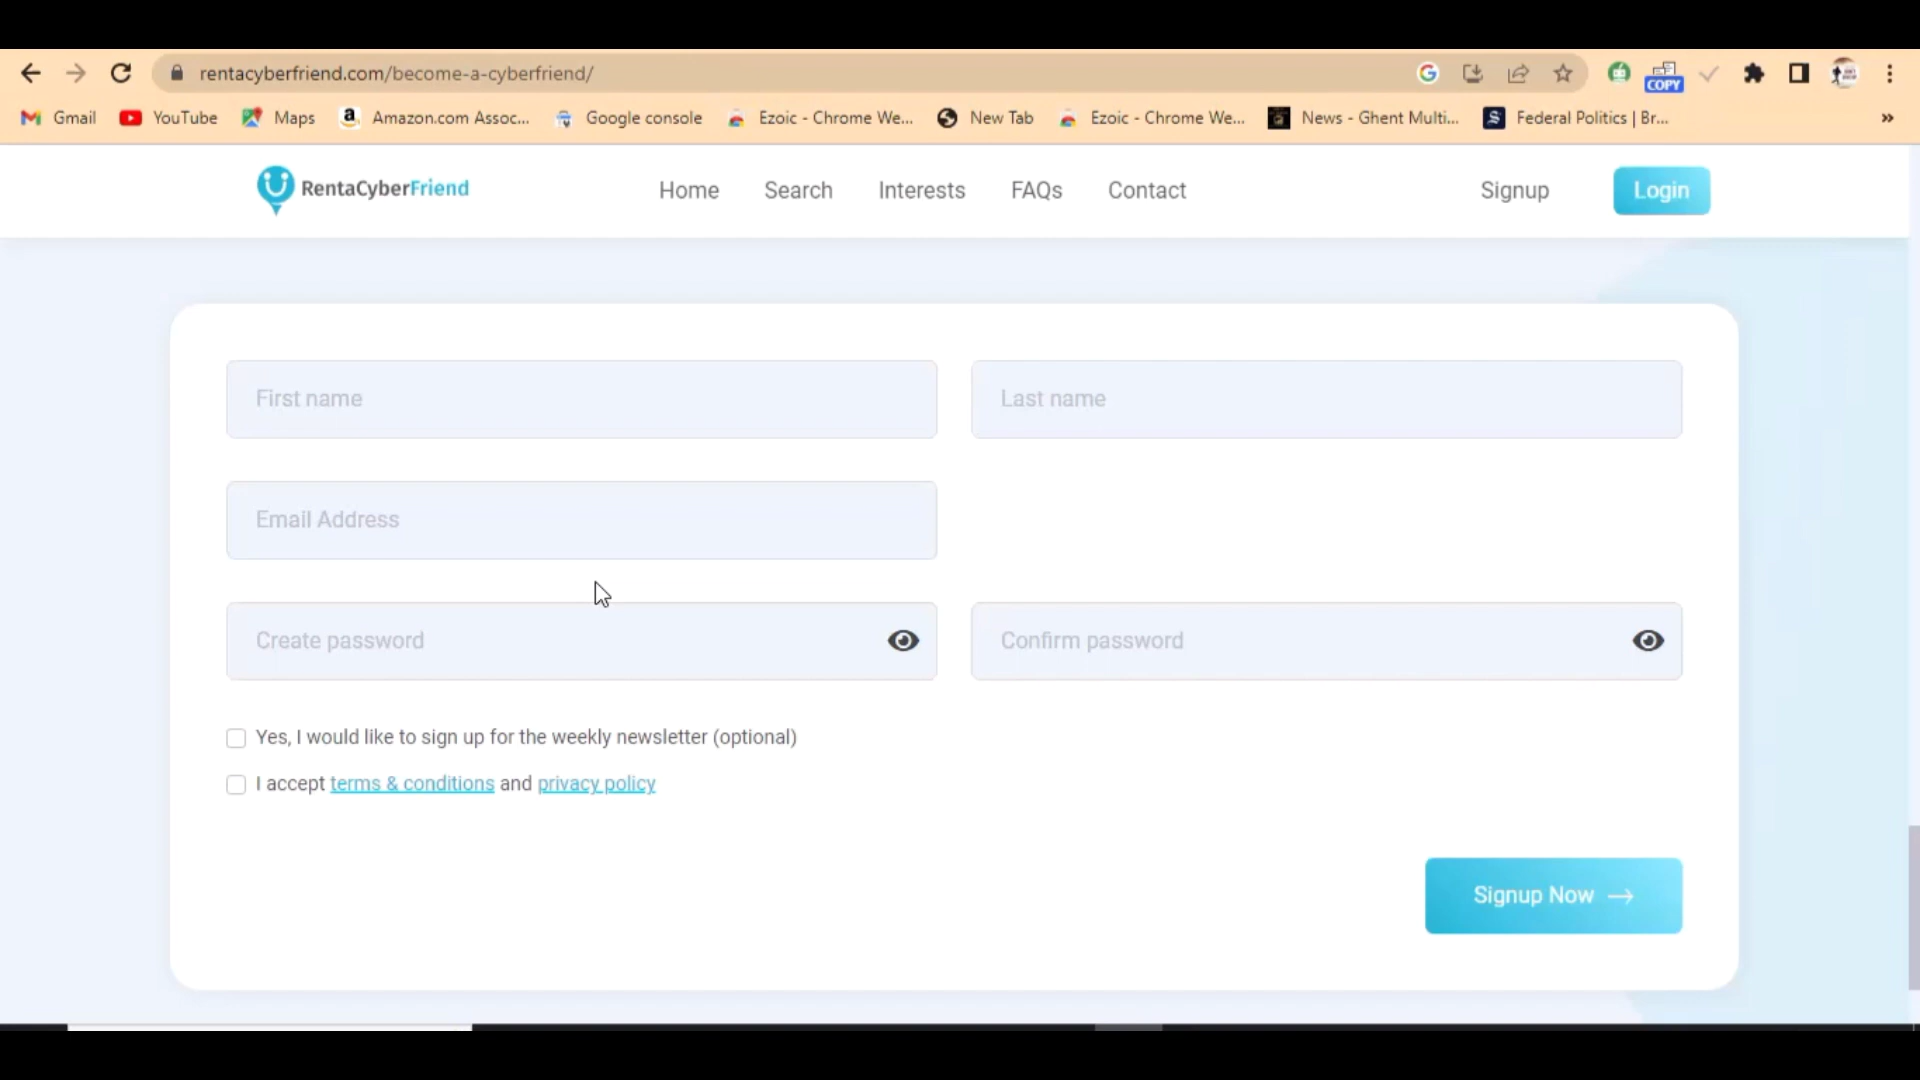 rentacyberfriend.com/become-a-cyberfriend/
COPY
Gmail YouTube Maps Amazon.com Assoc... Google console Ezoic - Chrome We... New Tab Ezoic - Chrome We... News - Ghent Multi... Federal Politics | Br... »
RentaCyberFriend Home Search Interests FAQs Contact Signup Login
First name Last name
Email Address
Create password Confirm password
Yes, I would like to sign up for the weekly newsletter (optional)
I accept terms & conditions and privacy policy
Signup Now →